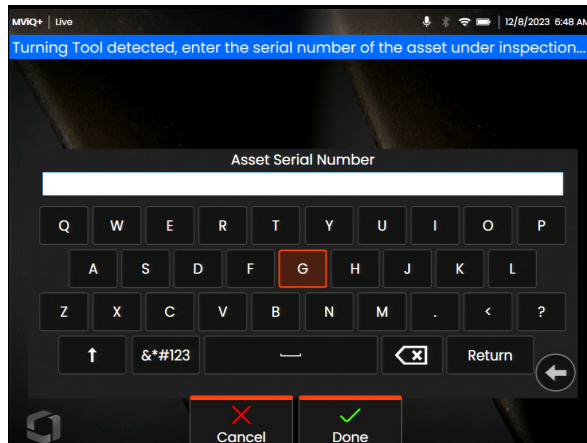 MViQ+ | Live 12/8/2023 6:48 AM
Turning Tool detected, enter the serial number of the asset under inspection...
Asset Serial Number
Q W E R T Y U I O P
A S D F G H J K L
Z X C V B N M . < ?
&*#123 Return
Cancel Done